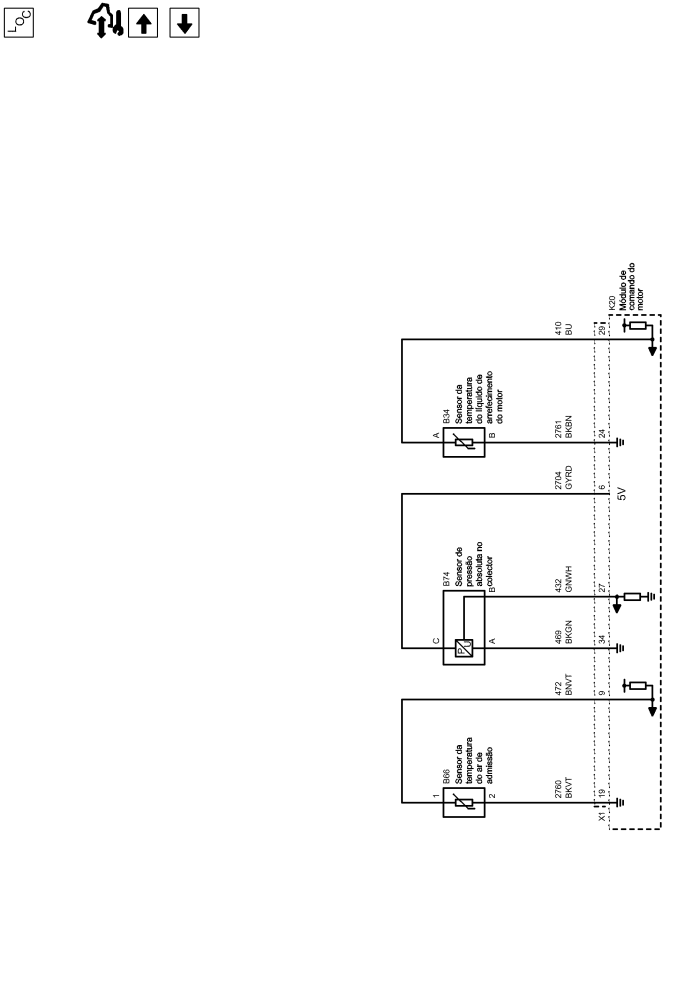 LOC
K20
Módulo de
comando do
motor
410
BU
29
A
B34
Sensor da
temperatura
do líquido de
arrefecimento
do motor
B
2761
BKBN
24
2704
GYRD
6
5V
B74
Sensor de
pressão
absoluta no
colector
B
432
GNWH
27
C
P
U
A
469
BKGN
34
472
BNVT
9
1
B66
Sensor da
temperatura
do ar de
admissão
2
2760
BKVT
19
X1